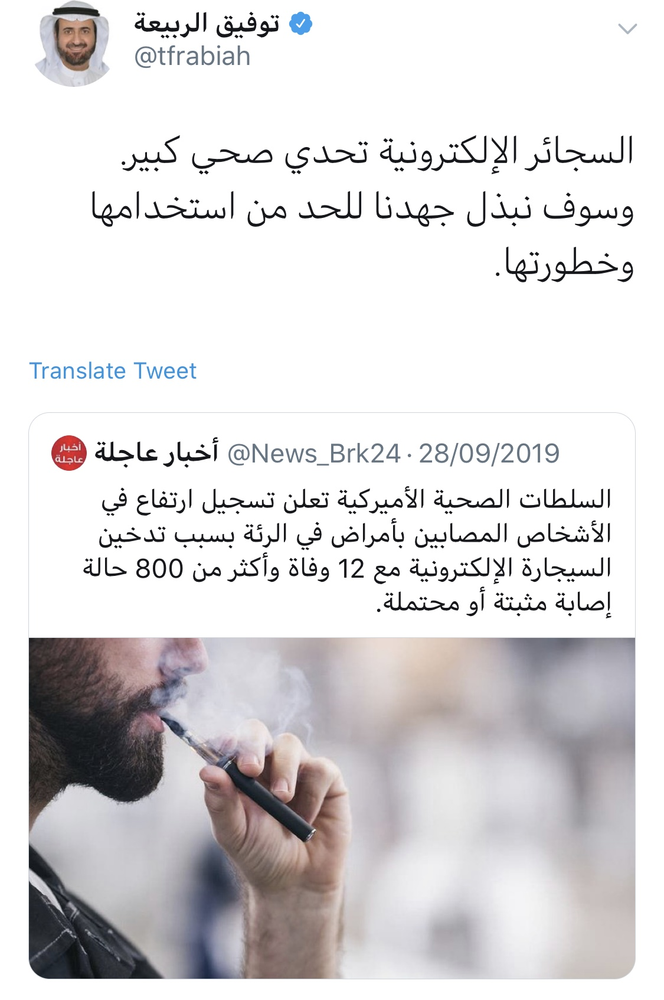 توفيق الربيعة
@tfrabiah
السجائر الإلكترونية تحدي صحي كبير.
وسوف نبذل جهدنا للحد من استخدامها
وخطورتها.
Translate Tweet
أخبار عاجلة
أخبار عاجلة @News_Brk24 · 28/09/2019
السلطات الصحية الأميركية تعلن تسجيل ارتفاع في
الأشخاص المصابين بأمراض في الرئة بسبب تدخين
السيجارة الإلكترونية مع 12 وفاة وأكثر من 800 حالة
إصابة مثبتة أو محتملة.